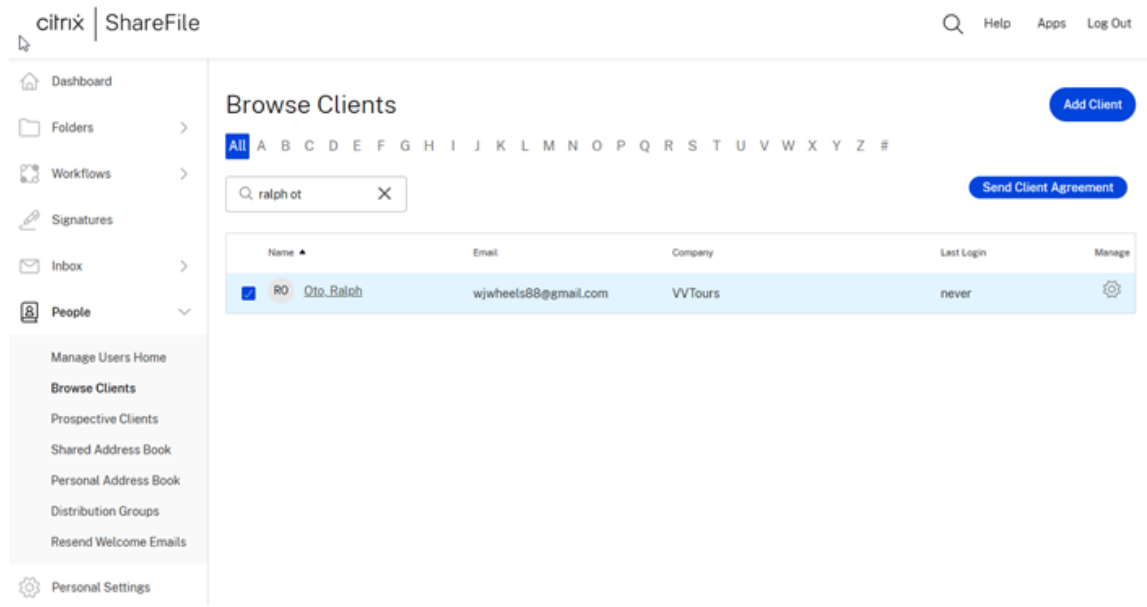 citrix | ShareFile
Help Apps Log Out
Dashboard
Folders
Workflows
Signatures
Inbox
People
Manage Users Home
Browse Clients
Prospective Clients
Shared Address Book
Personal Address Book
Distribution Groups
Resend Welcome Emails
Personal Settings
Browse Clients
Add Client
All A B C D E F G H I J K L M N O P Q R S T U V W X Y Z #
ralph ot
Send Client Agreement
Name Email Company Last Login Manage
RO Oto, Ralph wjwheels88@gmail.com VVTours never